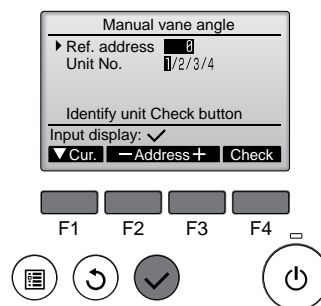 Manual vane angle
Ref. address 0
Unit No. 1/2/3/4
Identify unit Check button
Input display: ✓
▼Cur. －Address＋ Check
F1 F2 F3 F4